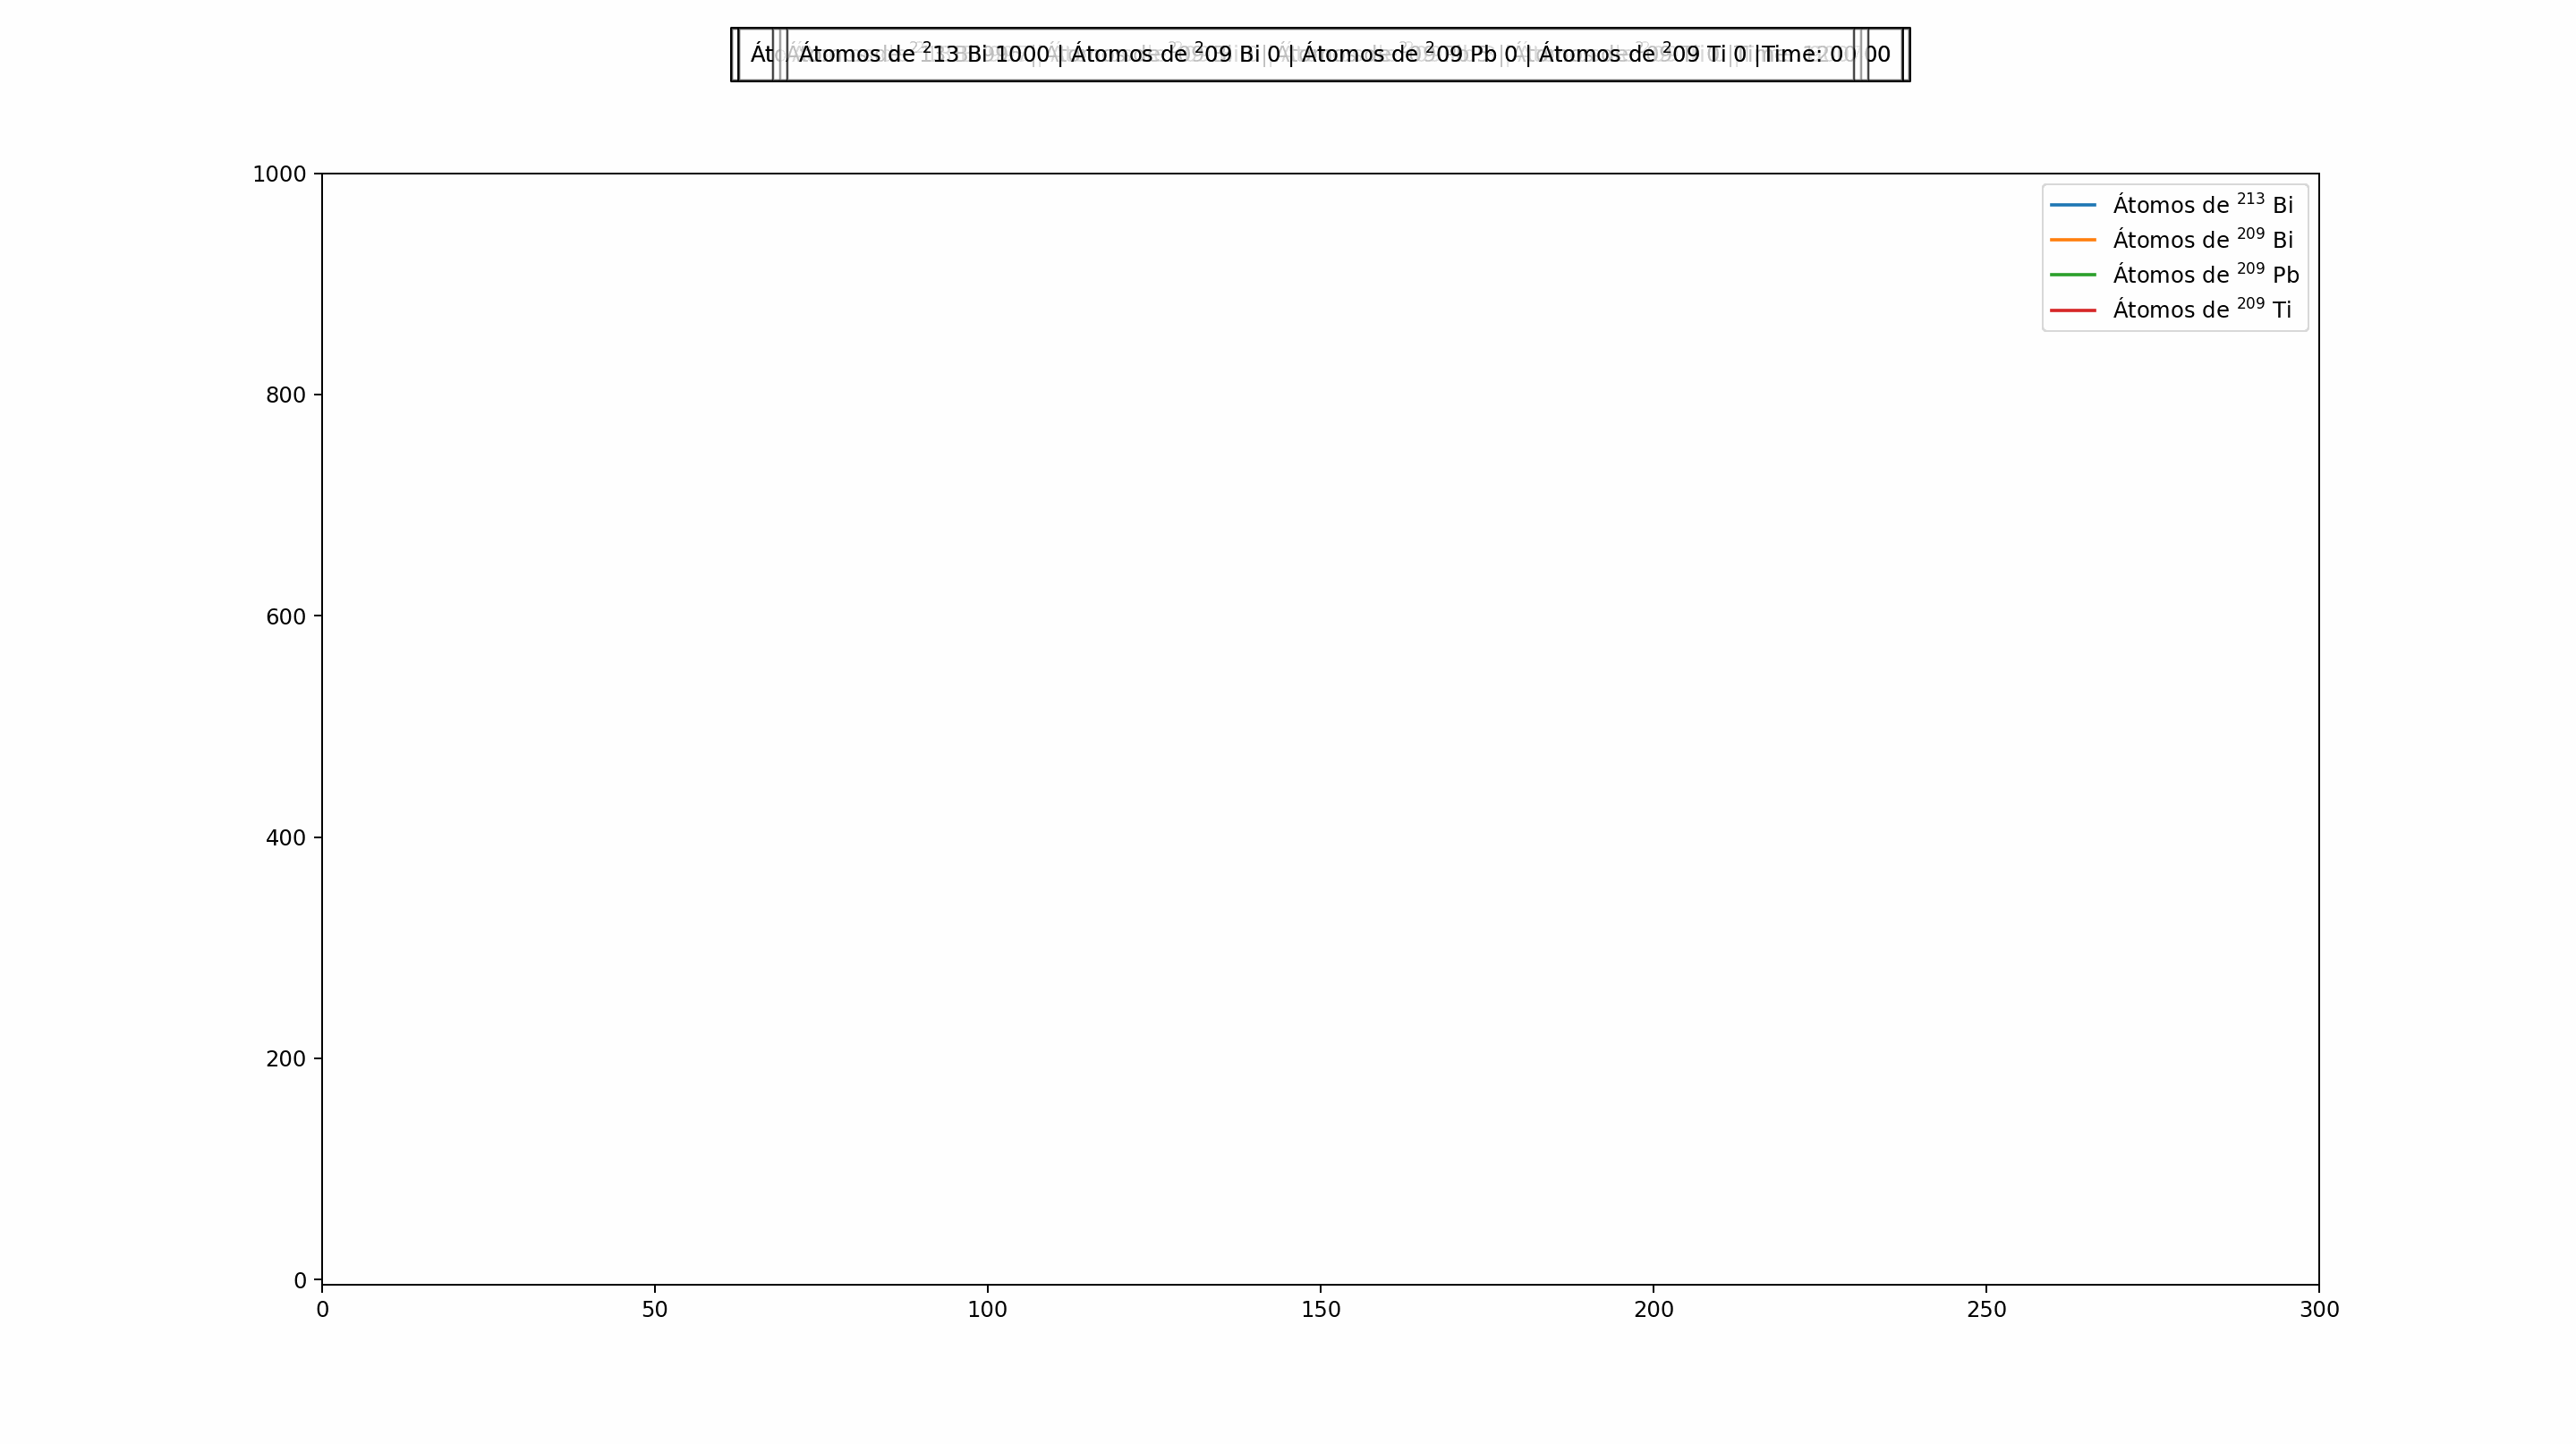 Átomos de ²13 Bi 1000 | Átomos de ²09 Bi 0 | Átomos de ²09 Pb 0 | Átomos de ²09 Ti 0 |Time: 0
1000
800
600
400
200
0
0 50 100 150 200 250 300
Átomos de ²¹³ Bi
Átomos de ²⁰⁹ Bi
Átomos de ²⁰⁹ Pb
Átomos de ²⁰⁹ Ti